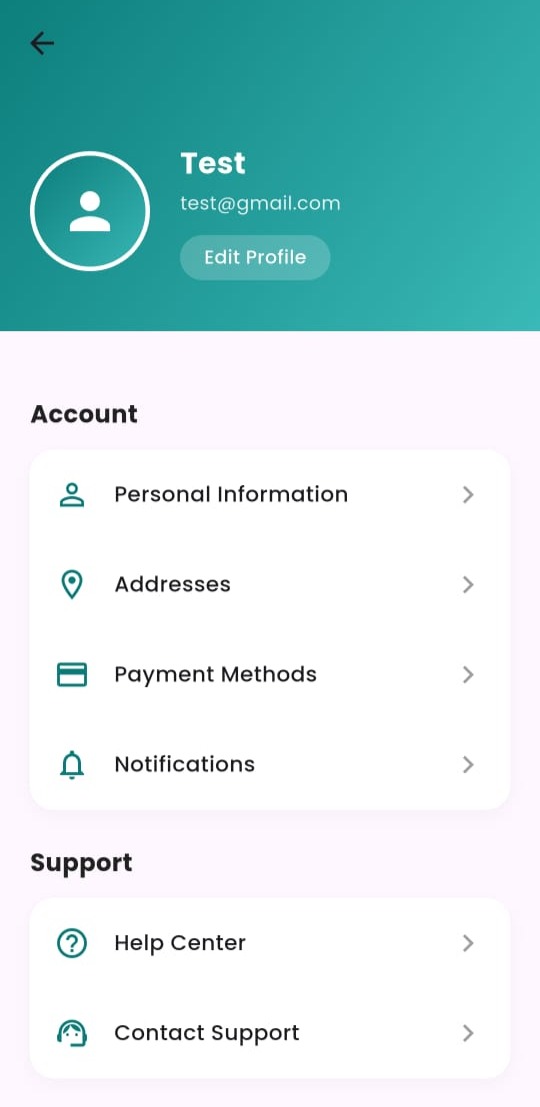 Test
test@gmail.com
Edit Profile
Account
Personal Information
Addresses
Payment Methods
Notifications
Support
Help Center
Contact Support